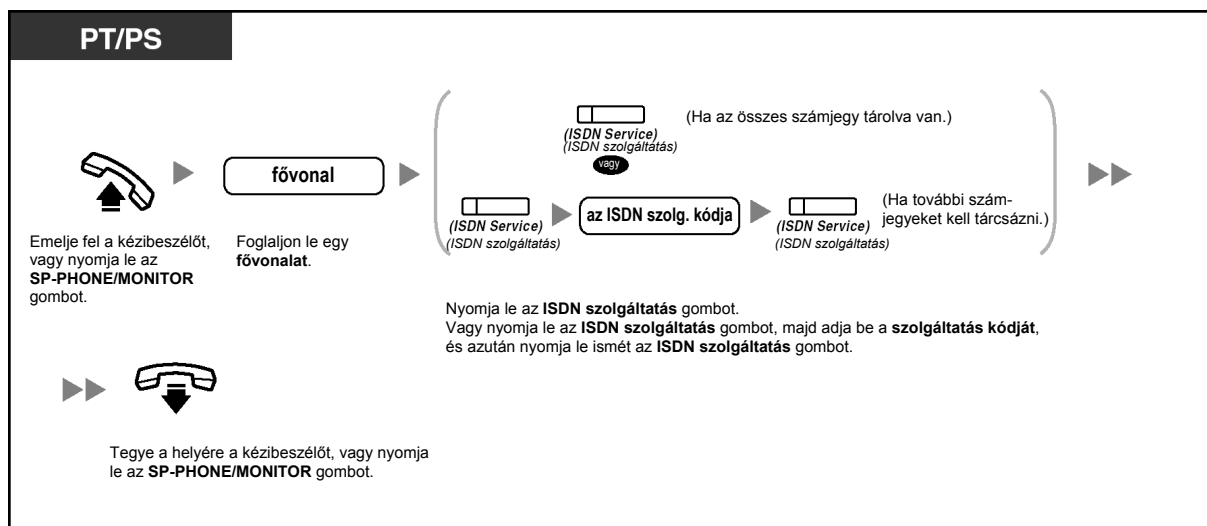 PT/PS
(Ha az összes számjegy tárolva van.)
(ISDN Service)
(ISDN szolgáltatás)
vagy
fővonal
(ISDN Service)
(ISDN szolgáltatás)
az ISDN szolg. kódja
(ISDN Service)
(ISDN szolgáltatás)
(Ha további szám-
jegyeket kell tárcsázni.)
Emelje fel a kézibeszélőt,
vagy nyomja le az
SP-PHONE/MONITOR
gombot.
Foglaljon le egy
fővonalat.
Nyomja le az ISDN szolgáltatás gombot.
Vagy nyomja le az ISDN szolgáltatás gombot, majd adja be a szolgáltatás kódját,
és azután nyomja le ismét az ISDN szolgáltatás gombot.
Tegye a helyére a kézibeszélőt, vagy nyomja
le az SP-PHONE/MONITOR gombot.